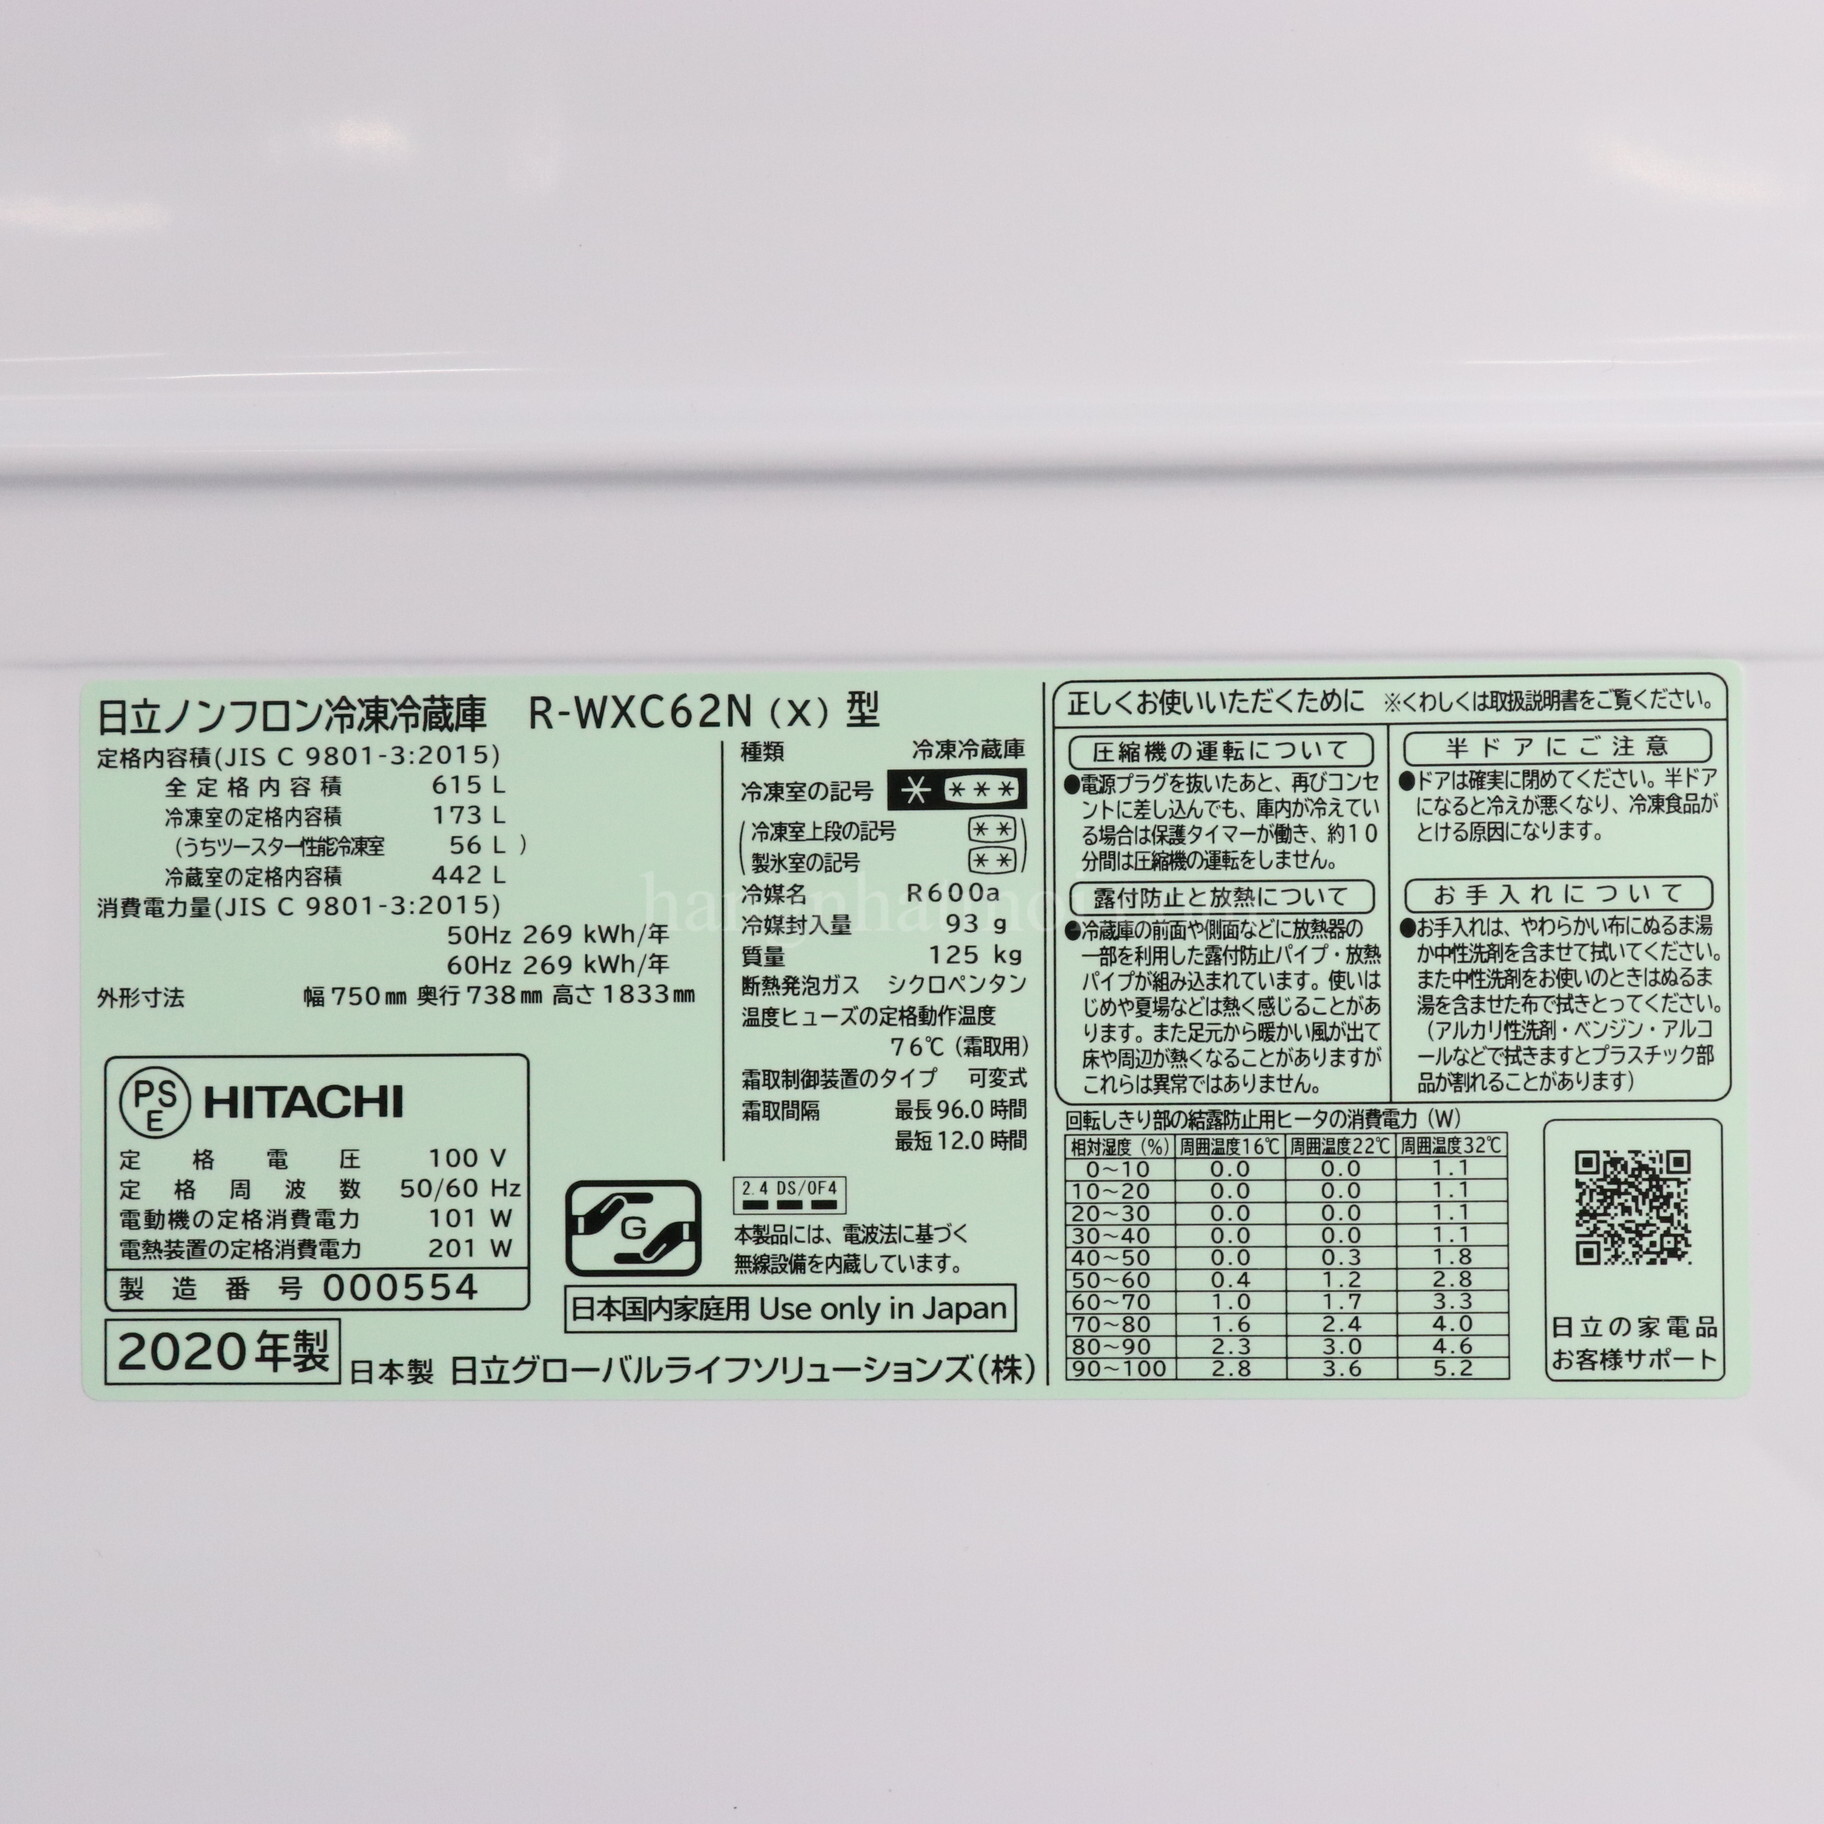 日立ノンフロン冷凍冷蔵庫 R-WXC62N (X) 型
定格内容積(JIS C 9801-3:2015)
全定格内容積 615 L
冷凍室の定格内容積 173 L
(うちツースター性能冷凍室 56 L )
冷蔵室の定格内容積 442 L
消費電力量(JIS C 9801-3:2015)
50Hz 269 kWh/年
60Hz 269 kWh/年
外形寸法 幅750mm 奥行738mm 高さ1833mm
PS
E
HITACHI
定格電圧 100 V
定格周波数 50/60 Hz
電動機の定格消費電力 101 W
電熱装置の定格消費電力 201 W
製造番号 000554
2020年製
日本製 日立グローバルライフソリューションズ(株)
種類 冷凍冷蔵庫
冷凍室の記号 * ***
(冷凍室上段の記号 **
製氷室の記号 **)
冷媒名 R600a
冷媒封入量 93 g
質量 125 kg
断熱発泡ガス シクロペンタン
温度ヒューズの定格動作温度
76℃(霜取用)
霜取制御装置のタイプ 可変式
霜取間隔 最長96.0時間
最短12.0時間
G
2.4 DS/OF4
本製品には、電波法に基づく
無線設備を内蔵しています。
日本国内家庭用 Use only in Japan
正しくお使いいただくために ※くわしくは取扱説明書をご覧ください。
圧縮機の運転について
●電源プラグを抜いたあと、再びコンセ
ントに差し込んでも、庫内が冷えてい
る場合は保護タイマーが働き、約10
分間は圧縮機の運転をしません。
露付防止と放熱について
●冷蔵庫の前面や側面などに放熱器の
一部を利用した露付防止パイプ・放熱
パイプが組み込まれています。使いは
じめや夏場などは熱く感じることがあ
ります。また足元から暖かい風が出て
床や周辺が熱くなることがありますが
これらは異常ではありません。
半ドアにご注意
●ドアは確実に閉めてください。半ドア
になると冷えが悪くなり、冷凍食品が
とける原因になります。
お手入れについて
●お手入れは、やわらかい布にぬるま湯
か中性洗剤を含ませて拭いてください。
また中性洗剤をお使いのときはぬるま
湯を含ませた布で拭きとってください。
(アルカリ性洗剤・ベンジン・アルコ
ールなどで拭きますとプラスチック部
品が割れることがあります)
回転しきり部の結露防止用ヒータの消費電力(W)
相対湿度(%) 周囲温度16℃ 周囲温度22℃ 周囲温度32℃
0~10 0.0 0.0 1.1
10~20 0.0 0.0 1.1
20~30 0.0 0.0 1.1
30~40 0.0 0.0 1.1
40~50 0.0 0.3 1.8
50~60 0.4 1.2 2.8
60~70 1.0 1.7 3.3
70~80 1.6 2.4 4.0
80~90 2.3 3.0 4.6
90~100 2.8 3.6 5.2
日立の家電品
お客様サポート